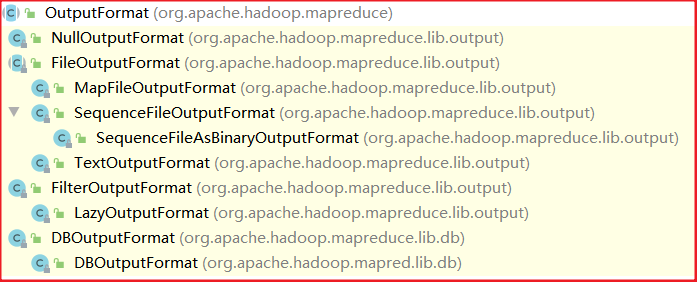 OutputFormat (org.apache.hadoop.mapreduce)
NullOutputFormat (org.apache.hadoop.mapreduce.lib.output)
FileOutputFormat (org.apache.hadoop.mapreduce.lib.output)
MapFileOutputFormat (org.apache.hadoop.mapreduce.lib.output)
SequenceFileOutputFormat (org.apache.hadoop.mapreduce.lib.output)
SequenceFileAsBinaryOutputFormat (org.apache.hadoop.mapreduce.lib.output)
TextOutputFormat (org.apache.hadoop.mapreduce.lib.output)
FilterOutputFormat (org.apache.hadoop.mapreduce.lib.output)
LazyOutputFormat (org.apache.hadoop.mapreduce.lib.output)
DBOutputFormat (org.apache.hadoop.mapreduce.lib.db)
DBOutputFormat (org.apache.hadoop.mapred.lib.db)